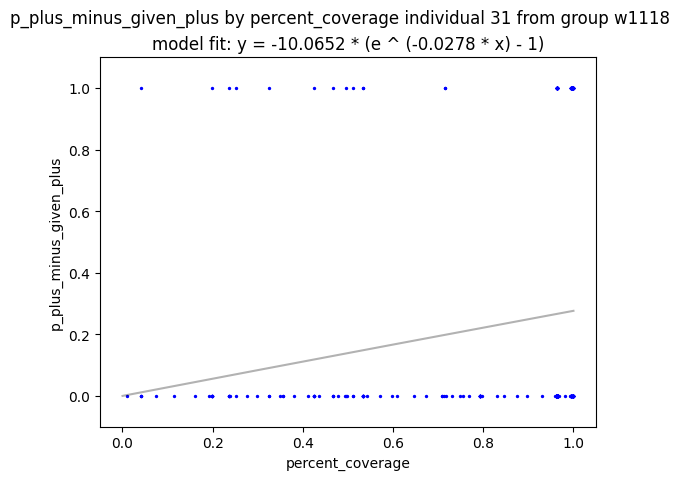 p_plus_minus_given_plus by percent_coverage individual 31 from group w1118
model fit: y = -10.0652 * (e ^ (-0.0278 * x) - 1)
1.0
0.8
0.6
0.4
0.2
0.0
p_plus_minus_given_plus
0.0 0.2 0.4 0.6 0.8 1.0
percent_coverage